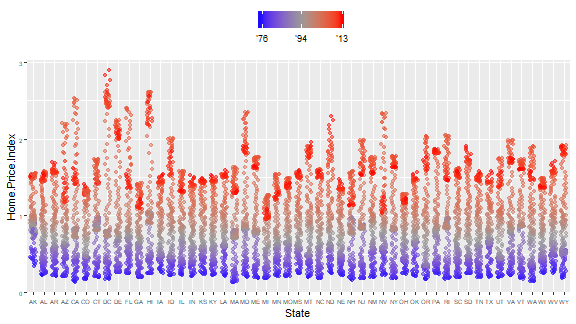 '76 '94 '13
Home.Price.Index
3
2
1
0
AK AL AR AZ CA CO CT DC DE FL GA HI IA ID IL IN KS KY LA MA MD ME MI MN MO MS MT NC ND NE NH NJ NM NV NY OH OK OR PA RI SC SD TN TX UT VA VT WA WI WV WY
State